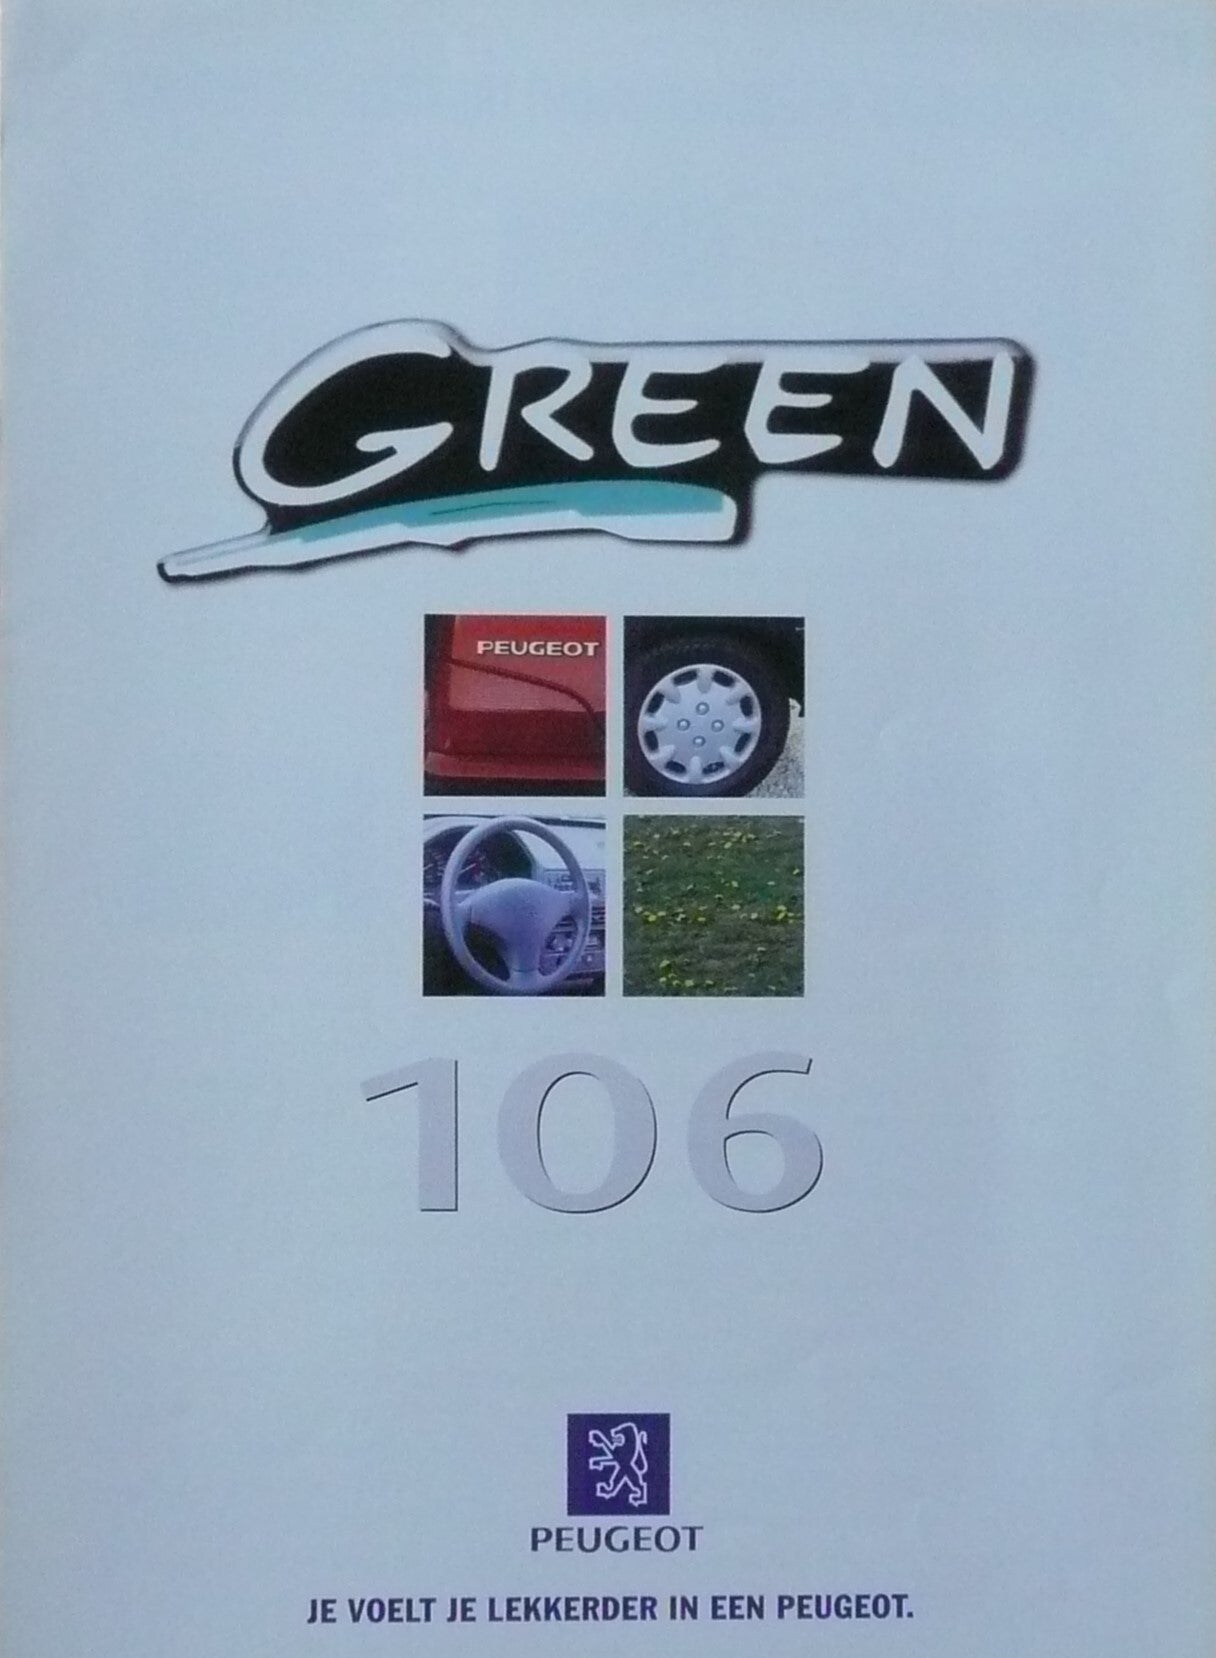 GREEN
PEUGEOT
106
PEUGEOT
JE VOELT JE LEKKERDER IN EEN PEUGEOT.